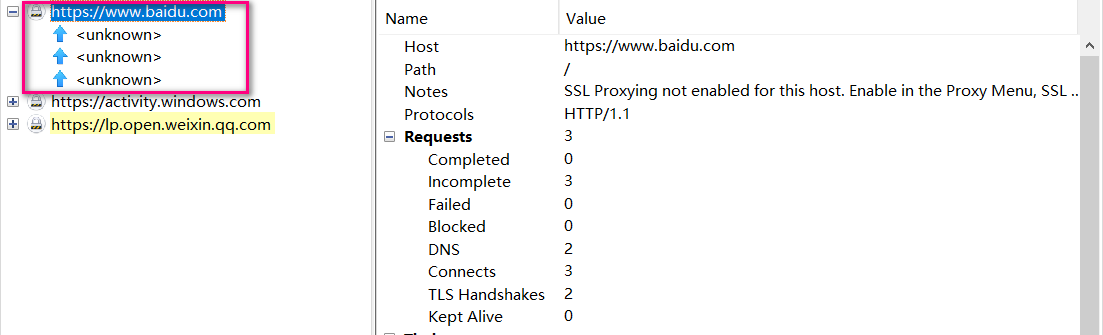 https://www.baidu.com
<unknown>
<unknown>
<unknown>
https://activity.windows.com
https://lp.open.weixin.qq.com
Name Value
Host https://www.baidu.com
Path /
Notes SSL Proxying not enabled for this host. Enable in the Proxy Menu, SSL ..
Protocols HTTP/1.1
Requests 3
Completed 0
Incomplete 3
Failed 0
Blocked 0
DNS 2
Connects 3
TLS Handshakes 2
Kept Alive 0